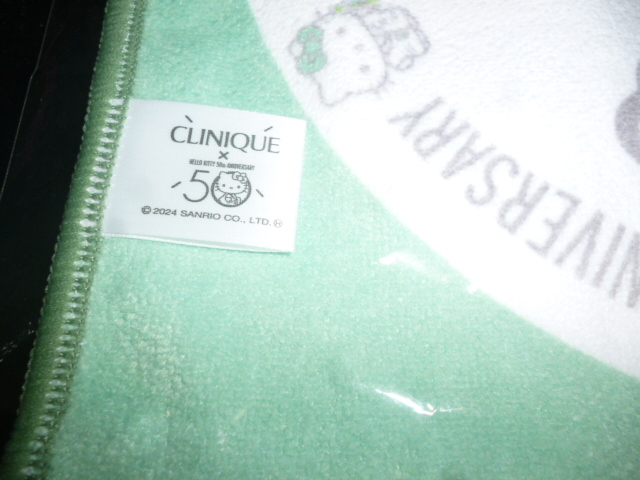 CLINIQUE
×
HELLO KITTY 50th ANNIVERSARY
50
© 2024 SANRIO CO., LTD. Ⓗ
NIVERSARY